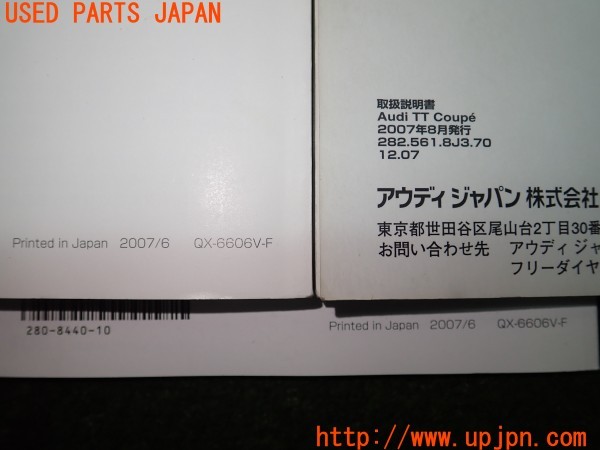 USED PARTS JAPAN
取扱説明書
Audi TT Coupé
2007年8月発行
282.561.8J3.70
12.07
アウディ ジャパン 株式会社
東京都世田谷区尾山台2丁目30番
お問い合わせ先 アウディ ジャ
フリーダイヤ
Printed in Japan 2007/6 QX-6606V-F
280-8440-10
Printed in Japan 2007/6 QX-6606V-F
http://www.upjpn.com/